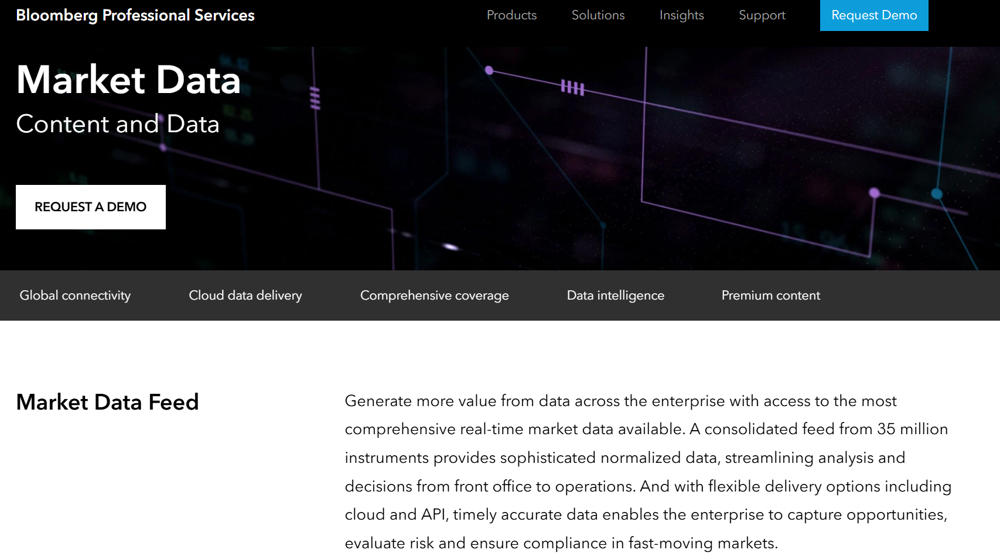 Bloomberg Professional Services
Products
Solutions
Insights
Support
Request Demo
Market Data
Content and Data
REQUEST A DEMO
Global connectivity
Cloud data delivery
Comprehensive coverage
Data intelligence
Premium content
Market Data Feed
Generate more value from data across the enterprise with access to the most
comprehensive real-time market data available. A consolidated feed from 35 million
instruments provides sophisticated normalized data, streamlining analysis and
decisions from front office to operations. And with flexible delivery options including
cloud and API, timely accurate data enables the enterprise to capture opportunities,
evaluate risk and ensure compliance in fast-moving markets.